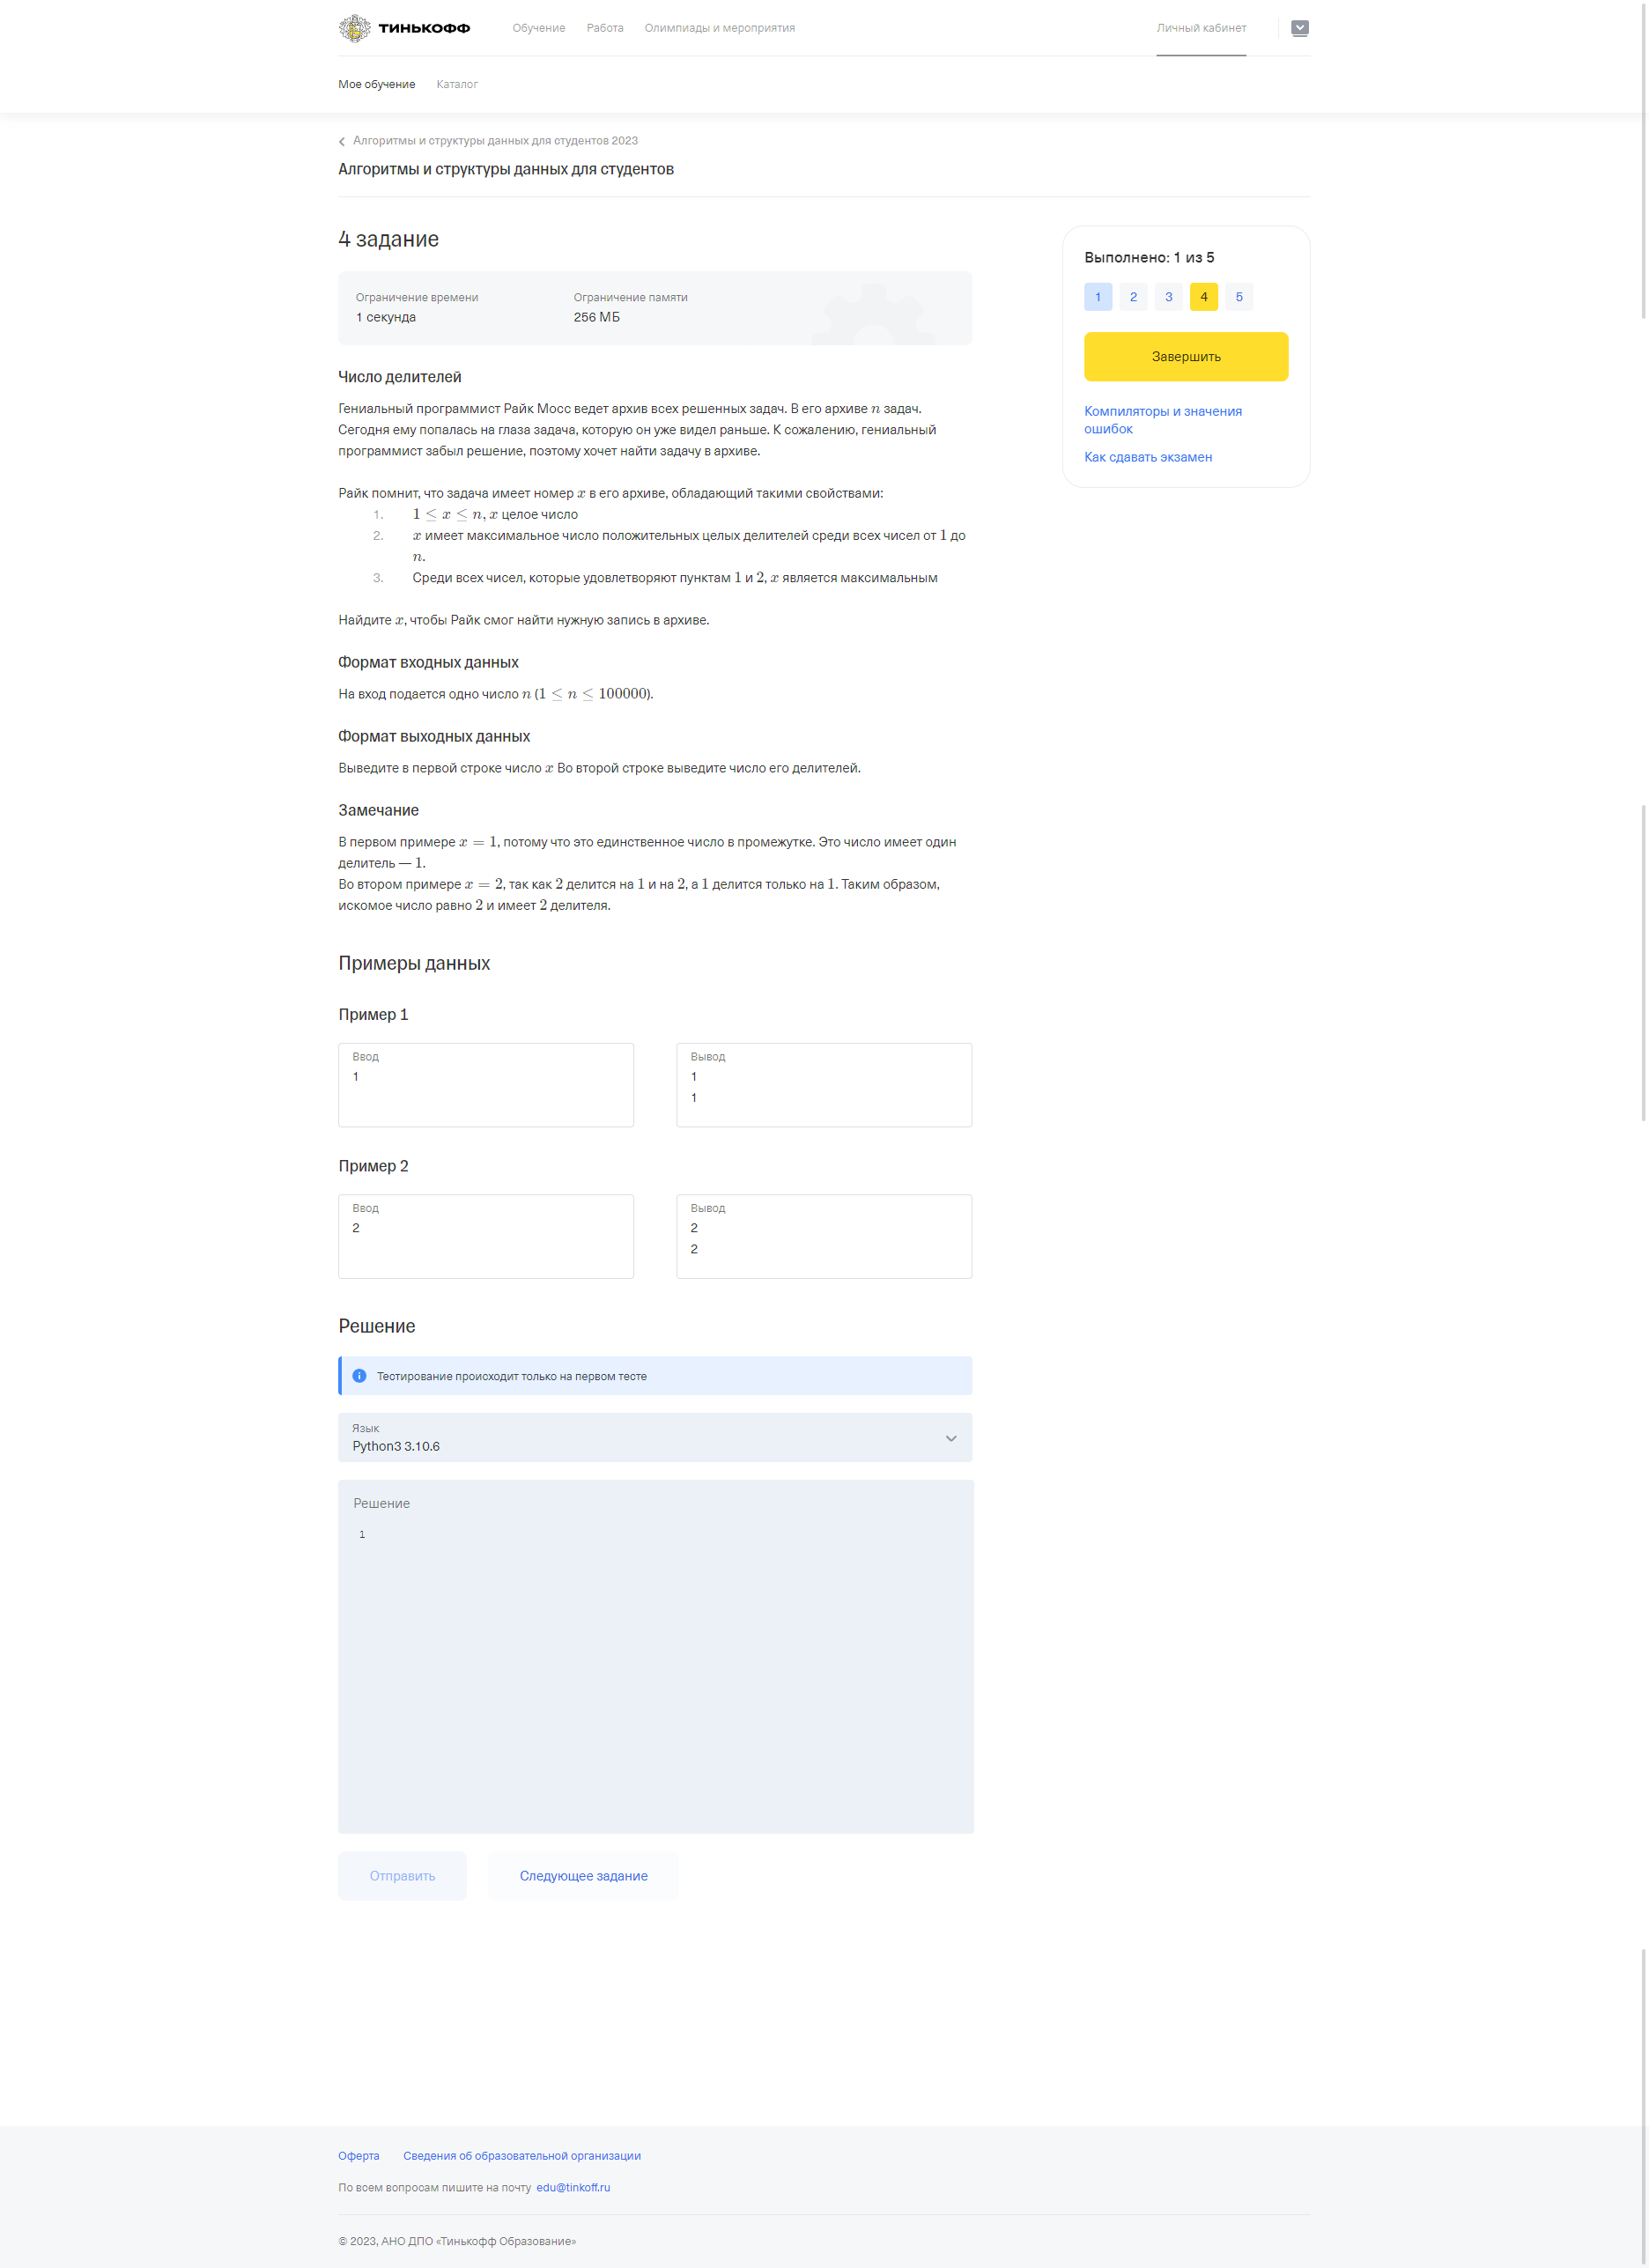 ТИНЬКОФФ
Обучение
Работа
Олимпиады и мероприятия
Личный кабинет
Мое обучение
Каталог
Алгоритмы и структуры данных для студентов 2023
Алгоритмы и структуры данных для студентов
4 задание
Ограничение времени
1 секунда
Ограничение памяти
256 МБ
Число делителей
Гениальный программист Райк Мосс ведет архив всех решенных задач. В его архиве n задач.
Сегодня ему попалась на глаза задача, которую он уже видел раньше. К сожалению, гениальный
программист забыл решение, поэтому хочет найти задачу в архиве.
Райк помнит, что задача имеет номер x в его архиве, обладающий такими свойствами:
1. 1 ≤ x ≤ n, x целое число
2. x имеет максимальное число положительных целых делителей среди всех чисел от 1 до
n.
3. Среди всех чисел, которые удовлетворяют пунктам 1 и 2, x является максимальным
Найдите x, чтобы Райк смог найти нужную запись в архиве.
Формат входных данных
На вход подается одно число n (1 ≤ n ≤ 100000).
Формат выходных данных
Выведите в первой строке число x Во второй строке выведите число его делителей.
Замечание
В первом примере x = 1, потому что это единственное число в промежутке. Это число имеет один
делитель — 1.
Во втором примере x = 2, так как 2 делится на 1 и на 2, а 1 делится только на 1. Таким образом,
искомое число равно 2 и имеет 2 делителя.
Примеры данных
Пример 1
Ввод
1
Вывод
1
1
Пример 2
Ввод
2
Вывод
2
2
Решение
Тестирование происходит только на первом тесте
Язык
Python3 3.10.6
Решение
1
Отправить
Следующее задание
Выполнено: 1 из 5
1 2 3 4 5
Завершить
Компиляторы и значения
ошибок
Как сдавать экзамен
Оферта
Сведения об образовательной организации
По всем вопросам пишите на почту edu@tinkoff.ru
© 2023, АНО ДПО «Тинькофф Образование»